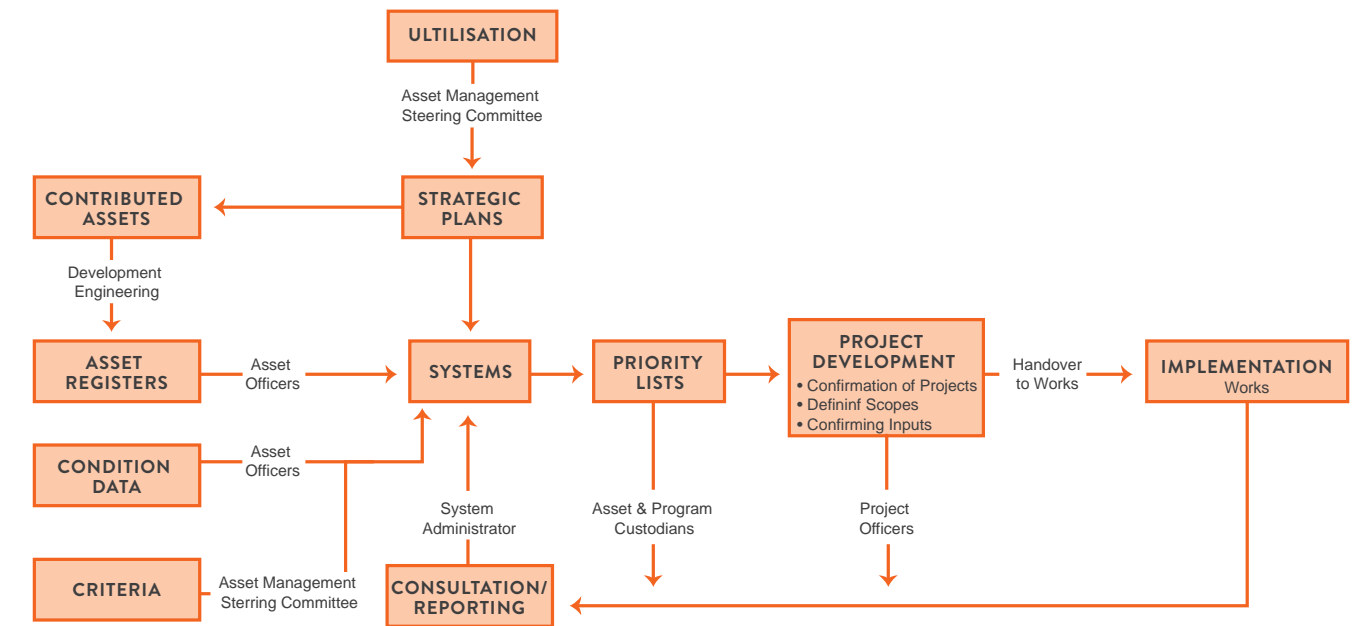 ULTILISATION
Asset Management
Steering Committee
CONTRIBUTED
ASSETS
STRATEGIC
PLANS
Development
Engineering
ASSET
REGISTERS
Asset
Officers
SYSTEMS
PRIORITY
LISTS
PROJECT
DEVELOPMENT
• Confirmation of Projects
• Defininf Scopes
• Confirming Inputs
Handover
to Works
IMPLEMENTATION
Works
CONDITION
DATA
Asset
Officers
System
Administrator
Asset & Program
Custodians
Project
Officers
CRITERIA
Asset Management
Sterring Committee
CONSULTATION/
REPORTING